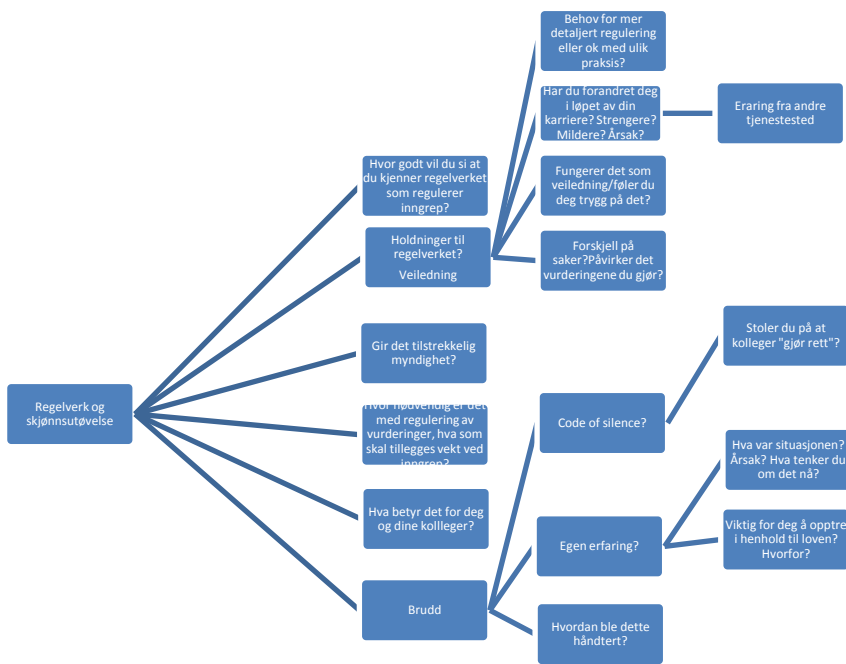 Regelverk og
skjønnsutøvelse
Hvor godt vil du si at
du kjenner regelverket
som regulerer
inngrep?
Holdninger til
regelverket?
Veiledning
Behov for mer
detaljert regulering
eller ok med ulik
praksis?
Har du forandret deg
i løpet av din
karriere? Strengere?
Mildere? Årsak?
Eraring fra andre
tjenestested
Fungerer det som
veiledning/føler du
deg trygg på det?
Forskjell på
saker?Påvirker det
vurderingene du gjør?
Gir det tilstrekkelig
myndighet?
Hvor nødvendig er det
med regulering av
vurderinger, hva som
skal tillegges vekt ved
inngrep?
Hva betyr det for deg
og dine kollleger?
Brudd
Code of silence?
Stoler du på at
kolleger "gjør rett"?
Egen erfaring?
Hva var situasjonen?
Årsak? Hva tenker du
om det nå?
Viktig for deg å opptre
i henhold til loven?
Hvorfor?
Hvordan ble dette
håndtert?